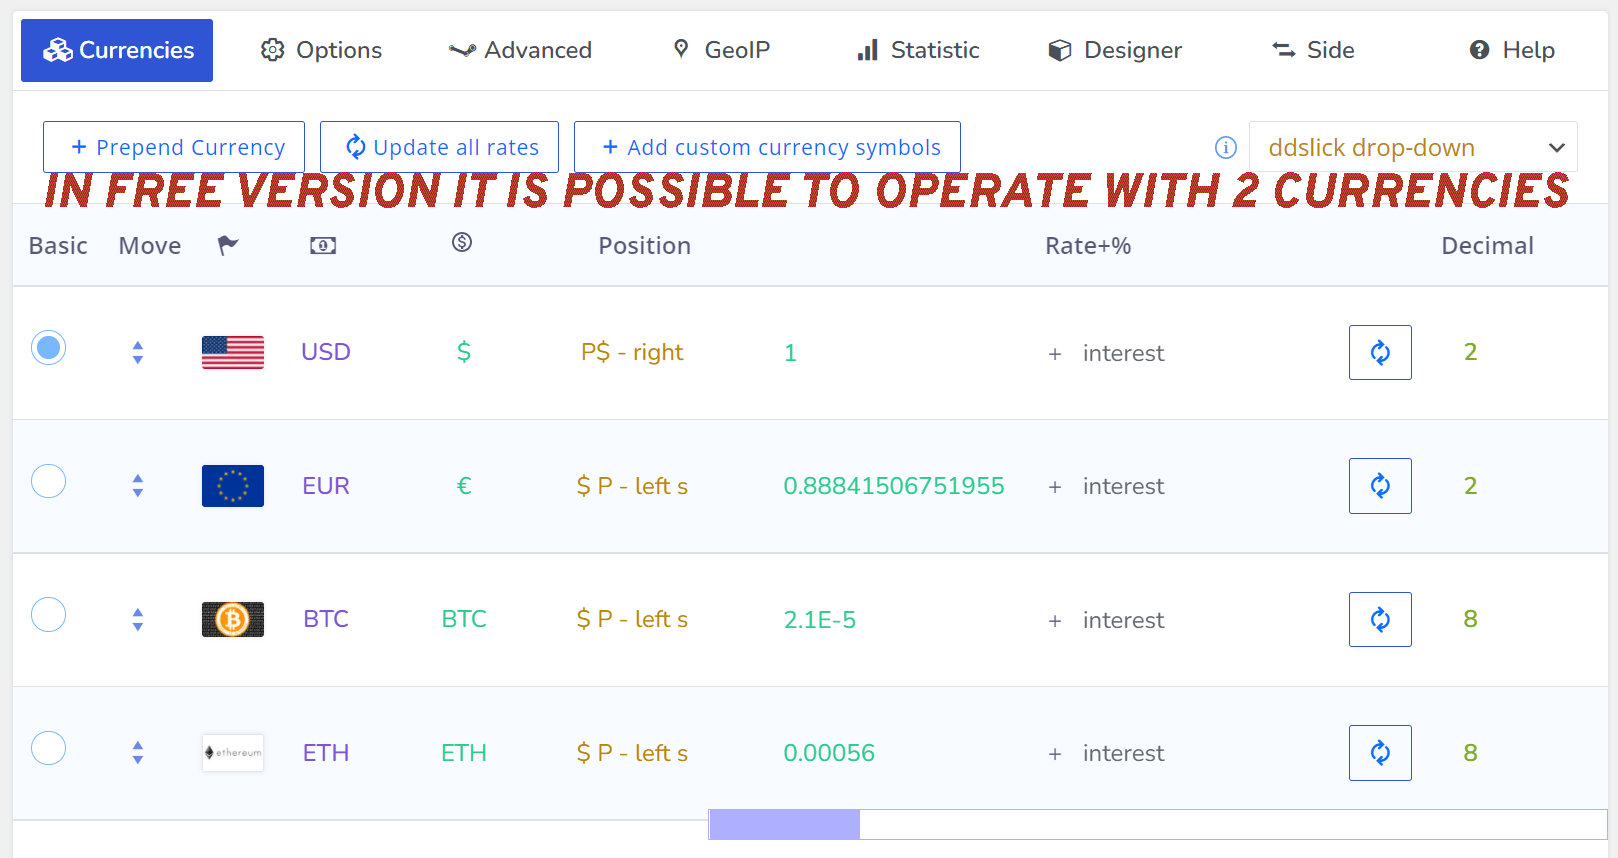 Currencies Options Advanced GeoIP Statistic Designer Side Help
+ Prepend Currency Update all rates + Add custom currency symbols ddslick drop-down
IN FREE VERSION IT IS POSSIBLE TO OPERATE WITH 2 CURRENCIES
Basic Move Position Rate+% Decimal
USD $ P$ - right 1 + interest 2
EUR € $ P - left s 0.88841506751955 + interest 2
BTC BTC $ P - left s 2.1E-5 + interest 8
ethereum ETH ETH $ P - left s 0.00056 + interest 8